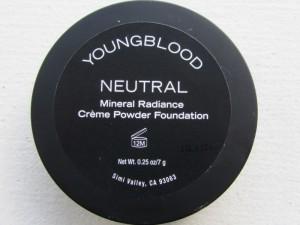 YOUNGBLOOD
NEUTRAL
Mineral Radiance
Crème Powder Foundation
12M
Net Wt. 0.25 oz/7 g
Simi Valley, CA 93063